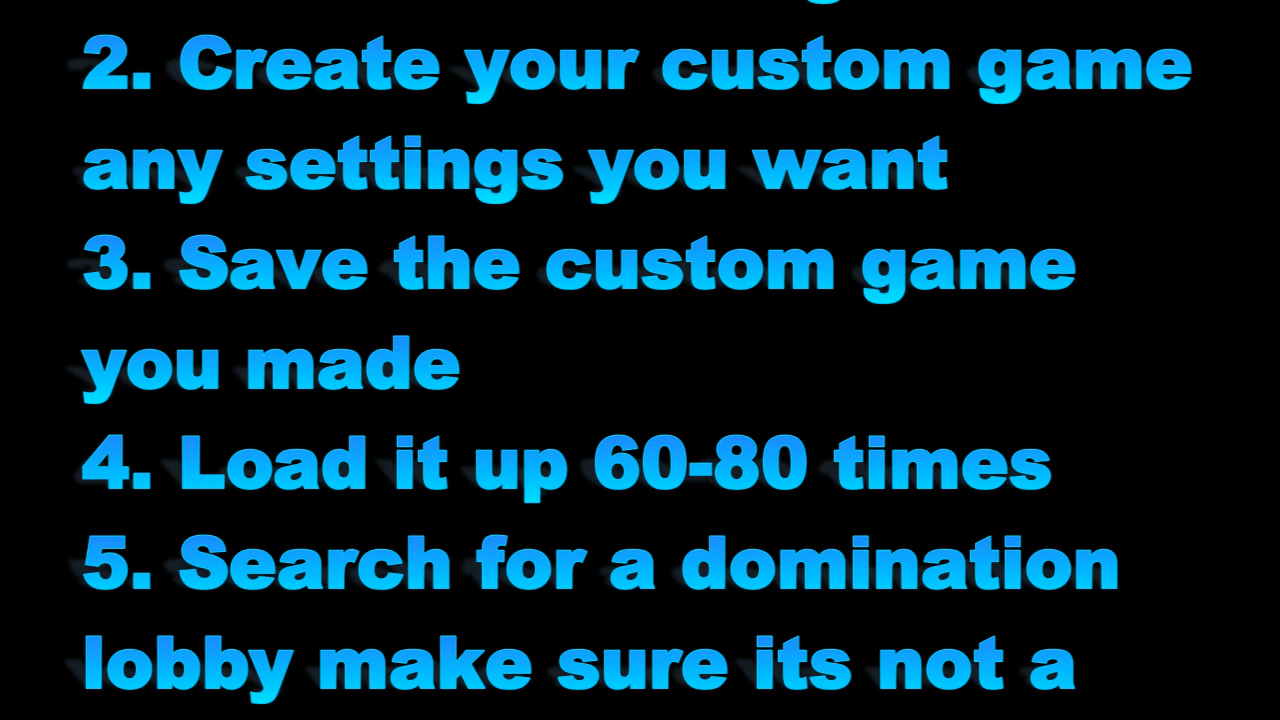 2. Create your custom game
any settings you want
3. Save the custom game
you made
4. Load it up 60-80 times
5. Search for a domination
lobby make sure its not a